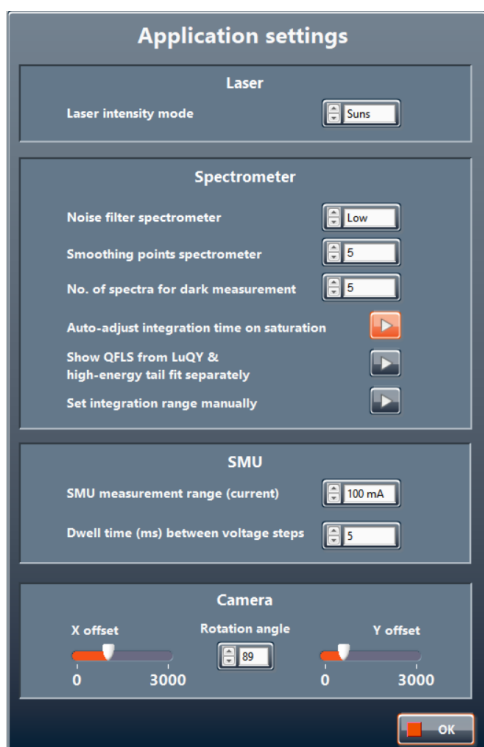 Application settings
Laser
Laser intensity mode Suns
Spectrometer
Noise filter spectrometer Low
Smoothing points spectrometer 5
No. of spectra for dark measurement 5
Auto-adjust integration time on saturation
Show QFLS from LuQY &
high-energy tail fit separately
Set integration range manually
SMU
SMU measurement range (current) 100 mA
Dwell time (ms) between voltage steps 5
Camera
X offset Rotation angle Y offset
89
0 3000 0 3000
OK